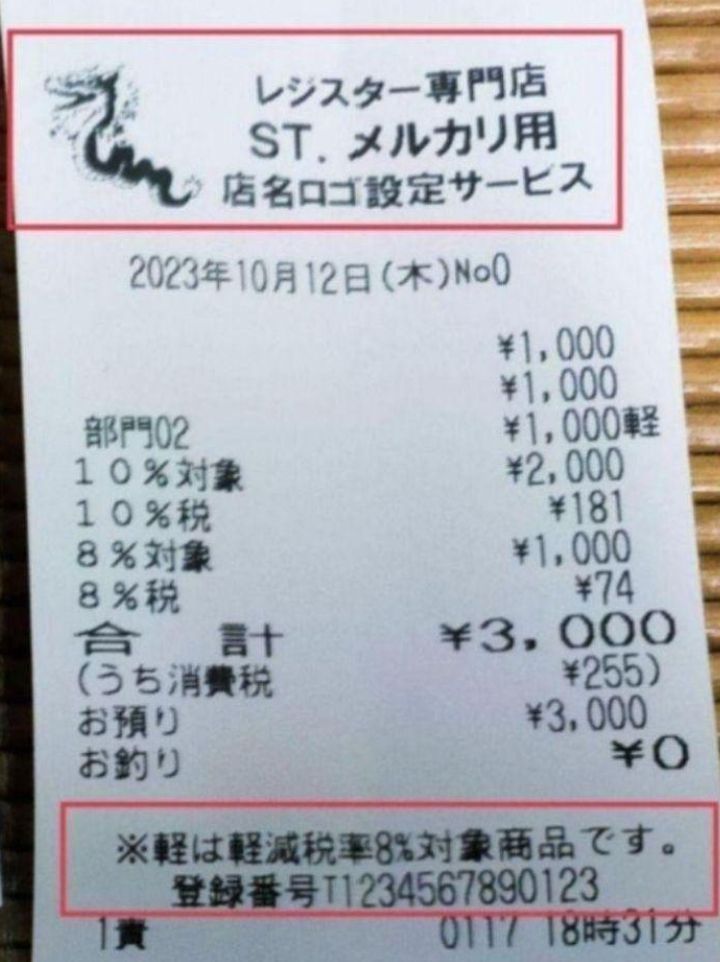 レジスター専門店
ST. メルカリ用
店名ロゴ設定サービス
2023年10月12日(木)No0
¥1,000
¥1,000
部門02 ¥1,000軽
10%対象 ¥2,000
10%税 ¥181
8%対象 ¥1,000
8%税 ¥74
合 計 ¥3,000
(うち消費税 ¥255)
お預り ¥3,000
お釣り ¥0
※軽は軽減税率8%対象商品です。
登録番号T1234567890123
1責 0117 18時31分